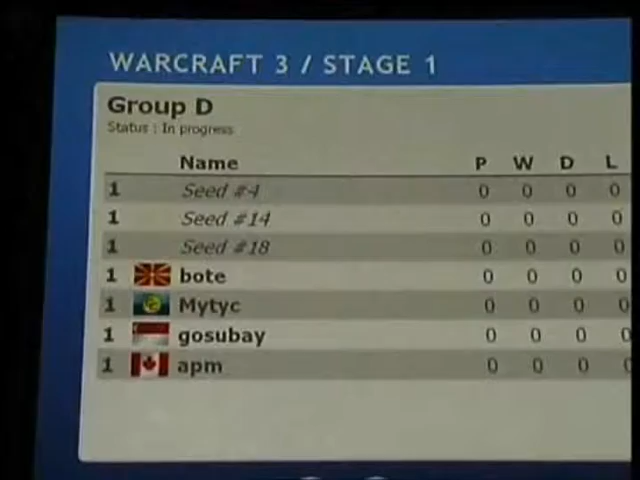 WARCRAFT 3 / STAGE 1
Group D
Status : In progress
Name P W D L
1 Seed #4 0 0 0 0
1 Seed #14 0 0 0 0
1 Seed #18 0 0 0 0
1 bote 0 0 0 0
1 Mytyc 0 0 0 0
1 gosubay 0 0 0 0
1 apm 0 0 0 0